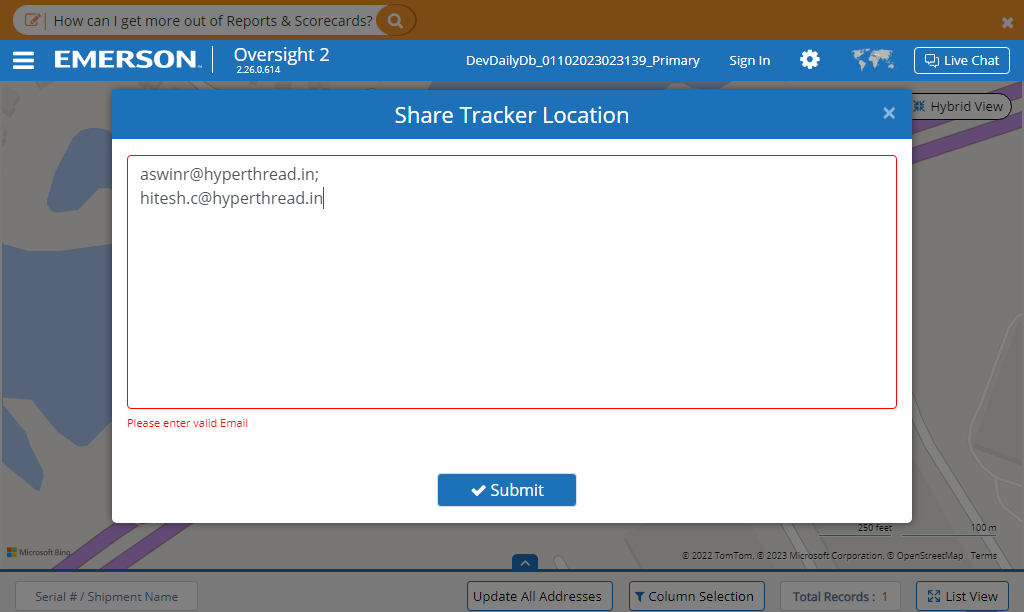 How can I get more out of Reports & Scorecards?
EMERSON
Oversight 2
2.26.0.614
DevDailyDb_01102023023139_Primary
Sign In
Live Chat
Hybrid View
Share Tracker Location
aswinr@hyperthread.in;
hitesh.c@hyperthread.in
Please enter valid Email
Submit
250 feet
100 m
Microsoft Bing
© 2022 TomTom, © 2023 Microsoft Corporation, © OpenStreetMap Terms
Serial # / Shipment Name
Update All Addresses
Column Selection
Total Records : 1
List View